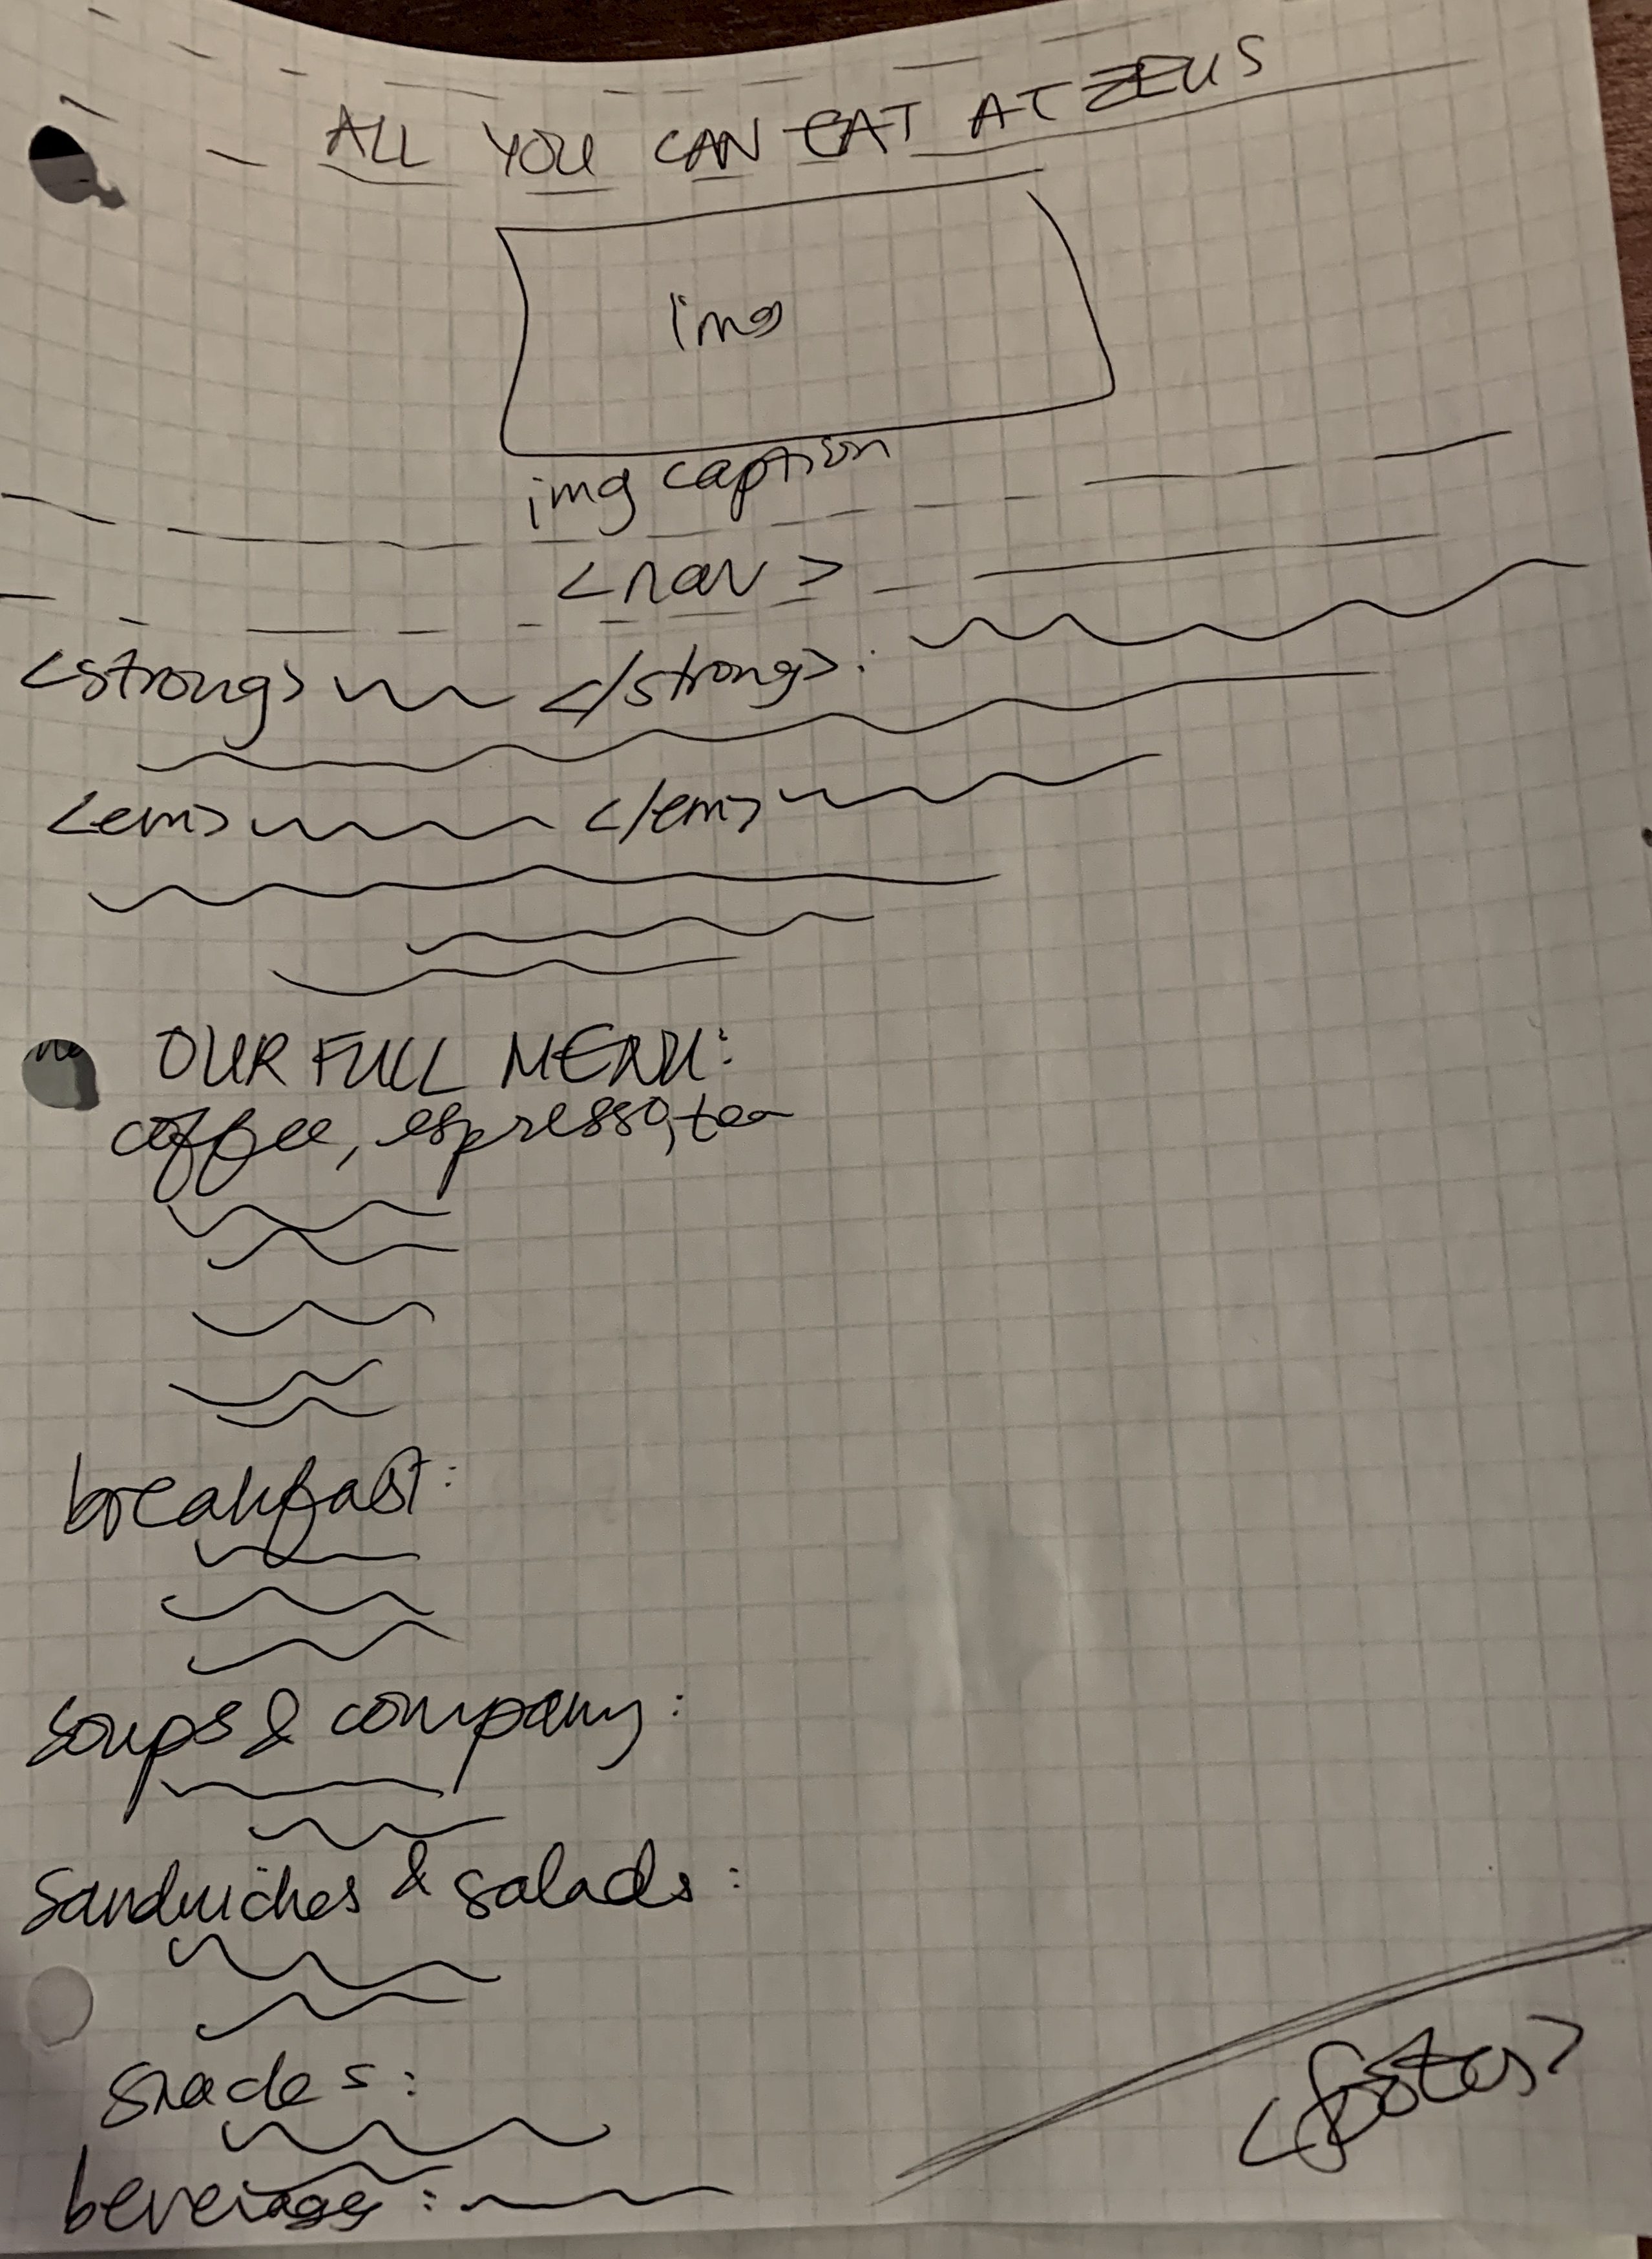 ALL YOU CAN EAT AT ZEUS
img
img caption
<nav>
<strong> </strong>:
<em> </em>
OUR FULL MENU:
coffee, espresso, tea
breakfast:
soups & company:
Sandwiches & salads:
snacks:
beverages:
<footer>